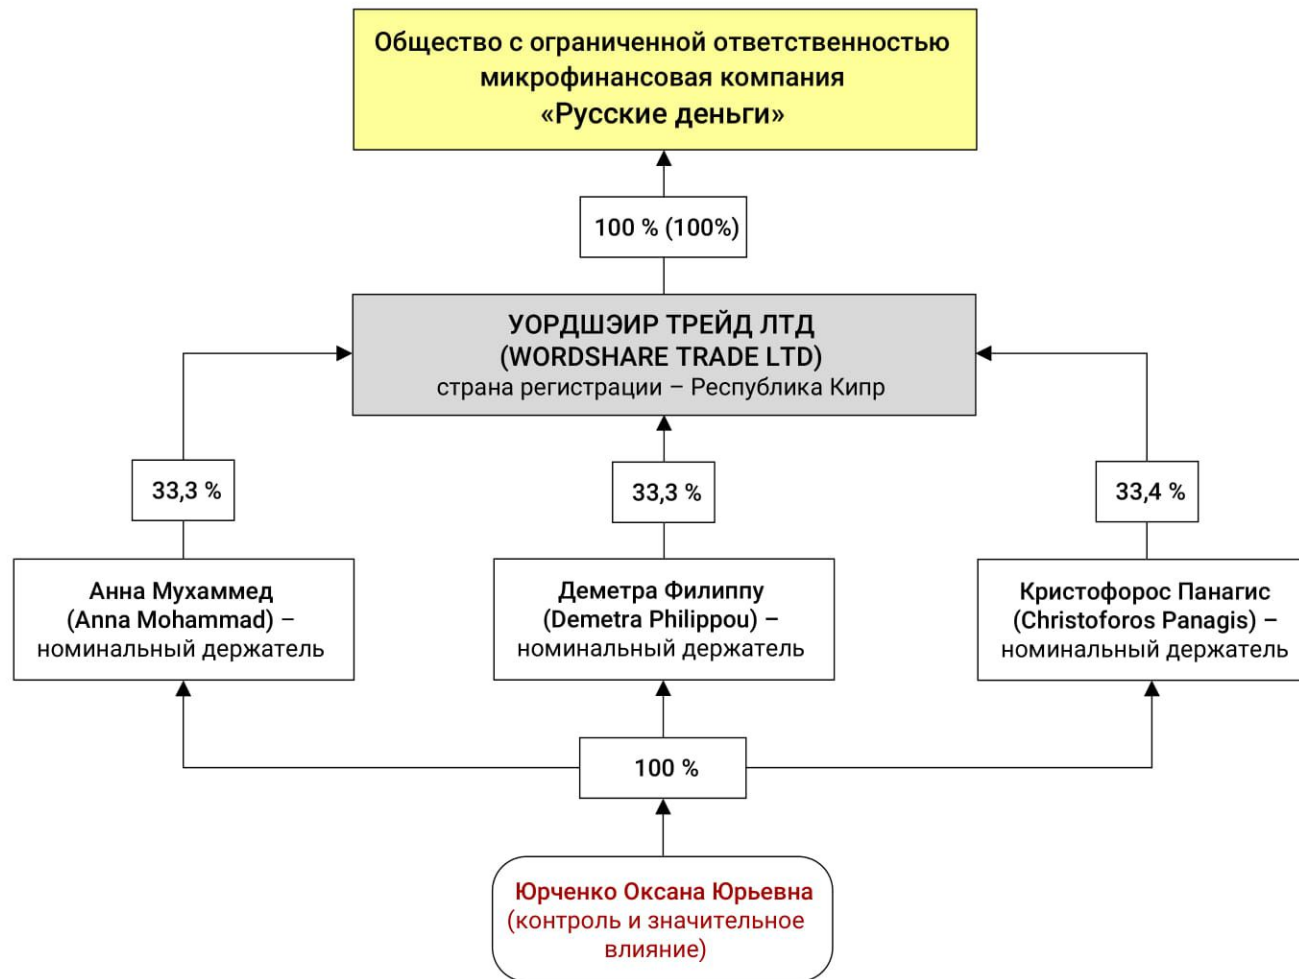 Общество с ограниченной ответственностью
микрофинансовая компания
«Русские деньги»
100 % (100%)
УОРДШЭИР ТРЕЙД ЛТД
(WORDSHARE TRADE LTD)
страна регистрации – Республика Кипр
33,3 %
33,3 %
33,4 %
Анна Мухаммед
(Anna Mohammad) –
номинальный держатель
Деметра Филиппу
(Demetra Philippou) –
номинальный держатель
Кристофорос Панагис
(Christoforos Panagis) –
номинальный держатель
100 %
Юрченко Оксана Юрьевна
(контроль и значительное
влияние)